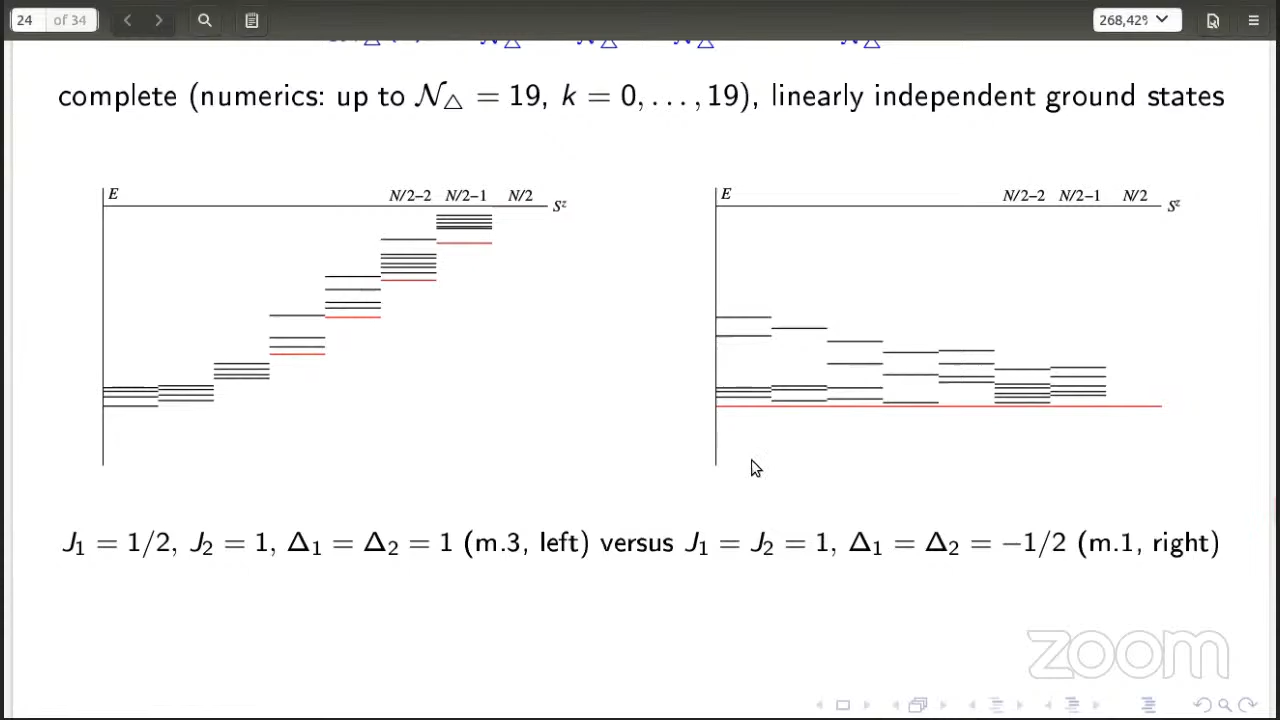 24 of 34
268,42%
complete (numerics: up to 𝒩△ = 19, k = 0, . . . , 19), linearly independent ground states
E N/2−2 N/2−1 N/2 Sᶻ
E N/2−2 N/2−1 N/2 Sᶻ
J₁ = 1/2, J₂ = 1, Δ₁ = Δ₂ = 1 (m.3, left) versus J₁ = J₂ = 1, Δ₁ = Δ₂ = −1/2 (m.1, right)
zoom